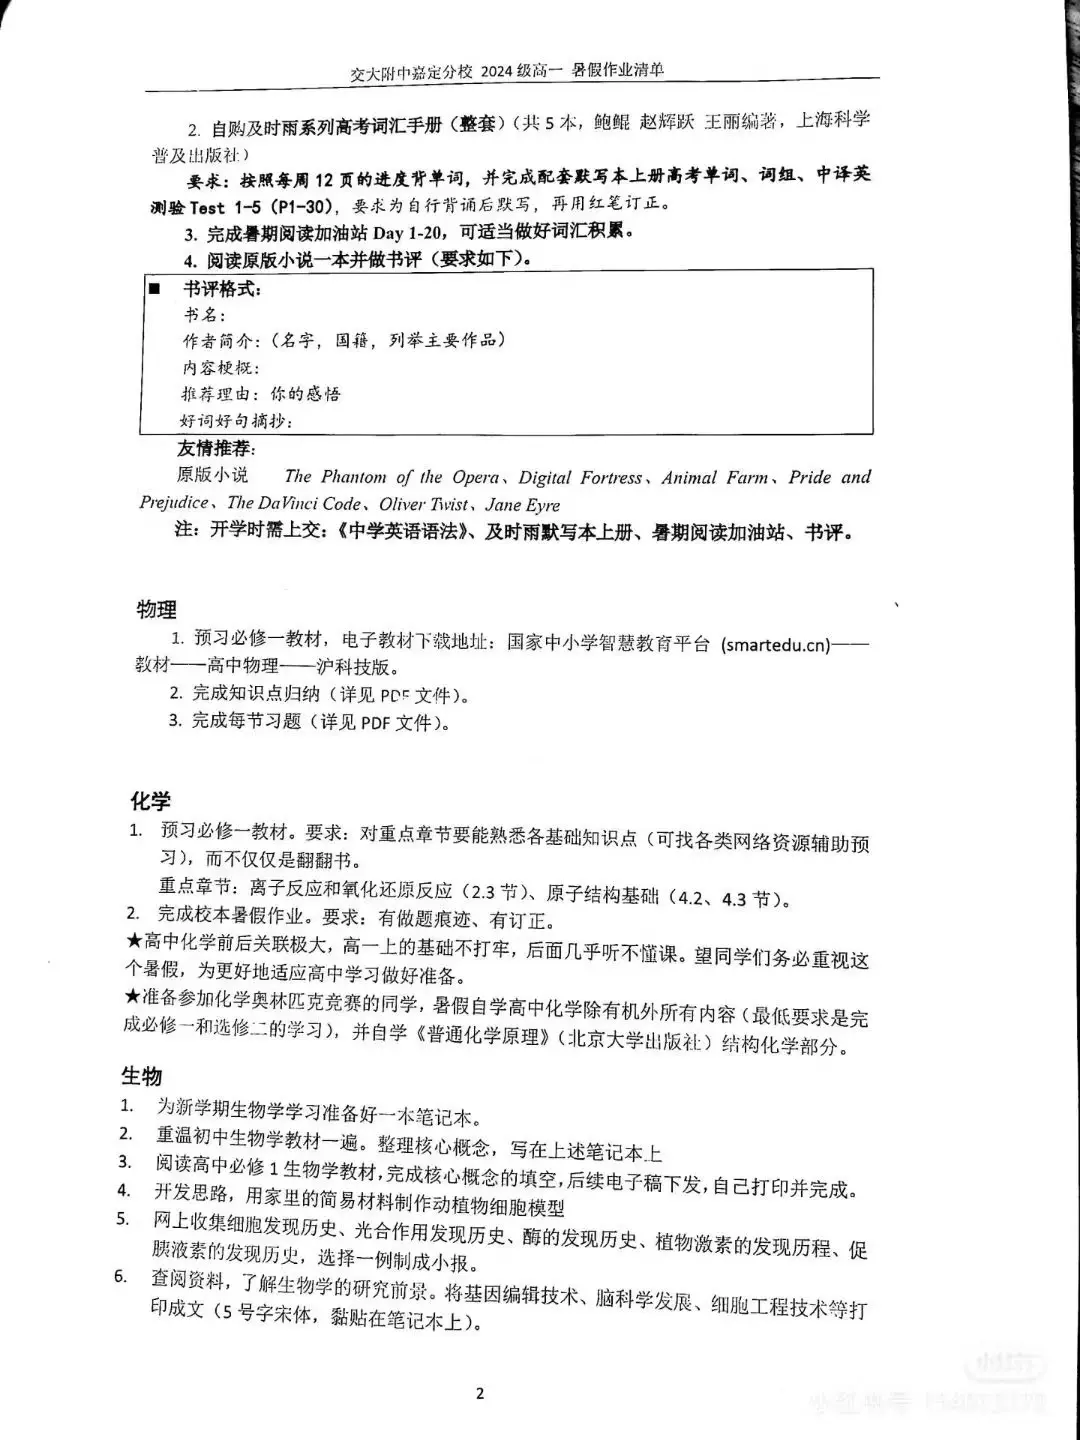 交大附中嘉定分校 2024 级高一 暑假作业清单
2. 自购及时雨系列高考词汇手册（整套）（共 5 本，鲍鲲 赵辉跃 王丽编著，上海科学
普及出版社）
要求：按照每周 12 页的进度背单词，并完成配套默写本上册高考单词、词组、中译英
测验 Test 1-5（P1-30），要求为自行背诵后默写，再用红笔订正。
3. 完成暑期阅读加油站 Day 1-20，可适当做好词汇积累。
4. 阅读原版小说一本并做书评（要求如下）。
■ 书评格式：
书名：
作者简介：（名字，国籍，列举主要作品）
内容梗概：
推荐理由：你的感悟
好词好句摘抄：
友情推荐：
原版小说 The Phantom of the Opera、Digital Fortress、Animal Farm、Pride and
Prejudice、The DaVinci Code、Oliver Twist、Jane Eyre
注：开学时需上交：《中学英语语法》、及时雨默写本上册、暑期阅读加油站、书评。
物理
1. 预习必修一教材，电子教材下载地址：国家中小学智慧教育平台 (smartedu.cn)——
教材——高中物理——沪科技版。
2. 完成知识点归纳（详见 PDF 文件）。
3. 完成每节习题（详见 PDF 文件）。
化学
1. 预习必修一教材。要求：对重点章节要能熟悉各基础知识点（可找各类网络资源辅助预
习），而不仅仅是翻翻书。
重点章节：离子反应和氧化还原反应（2.3 节）、原子结构基础（4.2、4.3 节）。
2. 完成校本暑假作业。要求：有做题痕迹、有订正。
★高中化学前后关联极大，高一上的基础不打牢，后面几乎听不懂课。望同学们务必重视这
个暑假，为更好地适应高中学习做好准备。
★准备参加化学奥林匹克竞赛的同学，暑假自学高中化学除有机外所有内容（最低要求是完
成必修一和选修二的学习），并自学《普通化学原理》（北京大学出版社）结构化学部分。
生物
1. 为新学期生物学学习准备好一本笔记本。
2. 重温初中生物学教材一遍。整理核心概念，写在上述笔记本上
3. 阅读高中必修 1 生物学教材，完成核心概念的填空，后续电子稿下发，自己打印并完成。
4. 开发思路，用家里的简易材料制作动植物细胞模型
5. 网上收集细胞发现历史、光合作用发现历史、酶的发现历史、植物激素的发现历程、促
胰液素的发现历史，选择一例制成小报。
6. 查阅资料，了解生物学的研究前景。将基因编辑技术、脑科学发展、细胞工程技术等打
印成文（5 号字宋体，黏贴在笔记本上）。
2